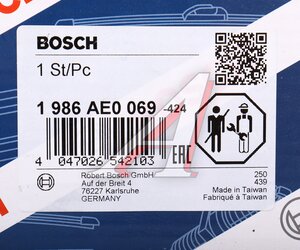 BOSCH
1 St/Pc
1 986 AE0 069 -424
4 047026 542103
EAC
Robert Bosch GmbH
Auf der Breit 4
76227 Karlsruhe
GERMANY
250
439
Made in Taiwan
Fabriqué à Taiwan